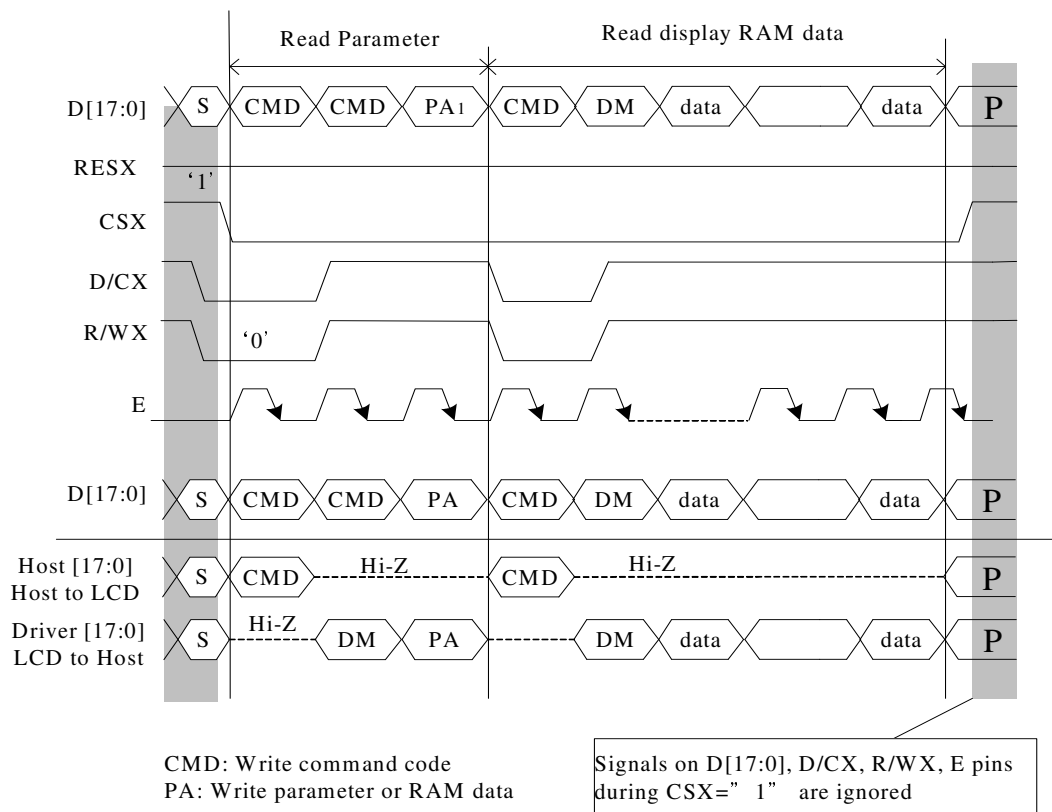 Read Parameter
Read display RAM data
D[17:0] S CMD CMD PA1 CMD DM data data P
RESX ‘1’
CSX
D/CX
R/WX ‘0’
E
D[17:0] S CMD CMD PA CMD DM data data P
Host [17:0] S CMD Hi-Z CMD Hi-Z P
Host to LCD
Driver [17:0] S Hi-Z DM PA DM data data P
LCD to Host
CMD: Write command code
PA: Write parameter or RAM data
Signals on D[17:0], D/CX, R/WX, E pins
during CSX=” 1” are ignored